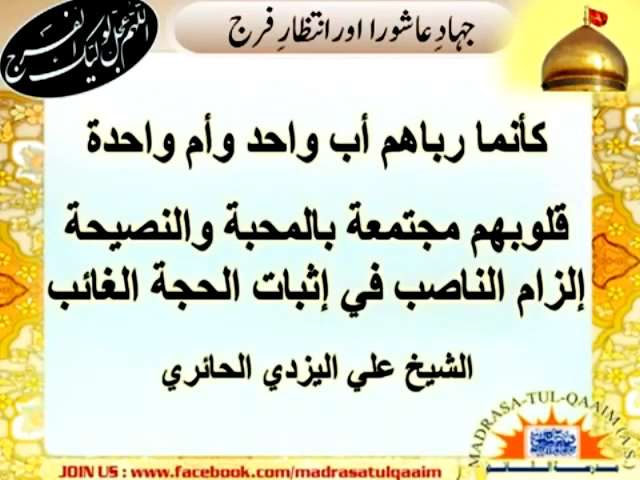 اللهم عجل لوليك الفرج
جہادِ عاشورا اور انتظارِ فرج
كأنما رباهم أب واحد وأم واحدة
قلوبهم مجتمعة بالمحبة والنصيحة
إلزام الناصب في إثبات الحجة الغائب
الشيخ علي اليزدي الحائري
MADRASA-TUL-QAAIM (A.S.)
JOIN US : www.facebook.com/madrasatulqaaim